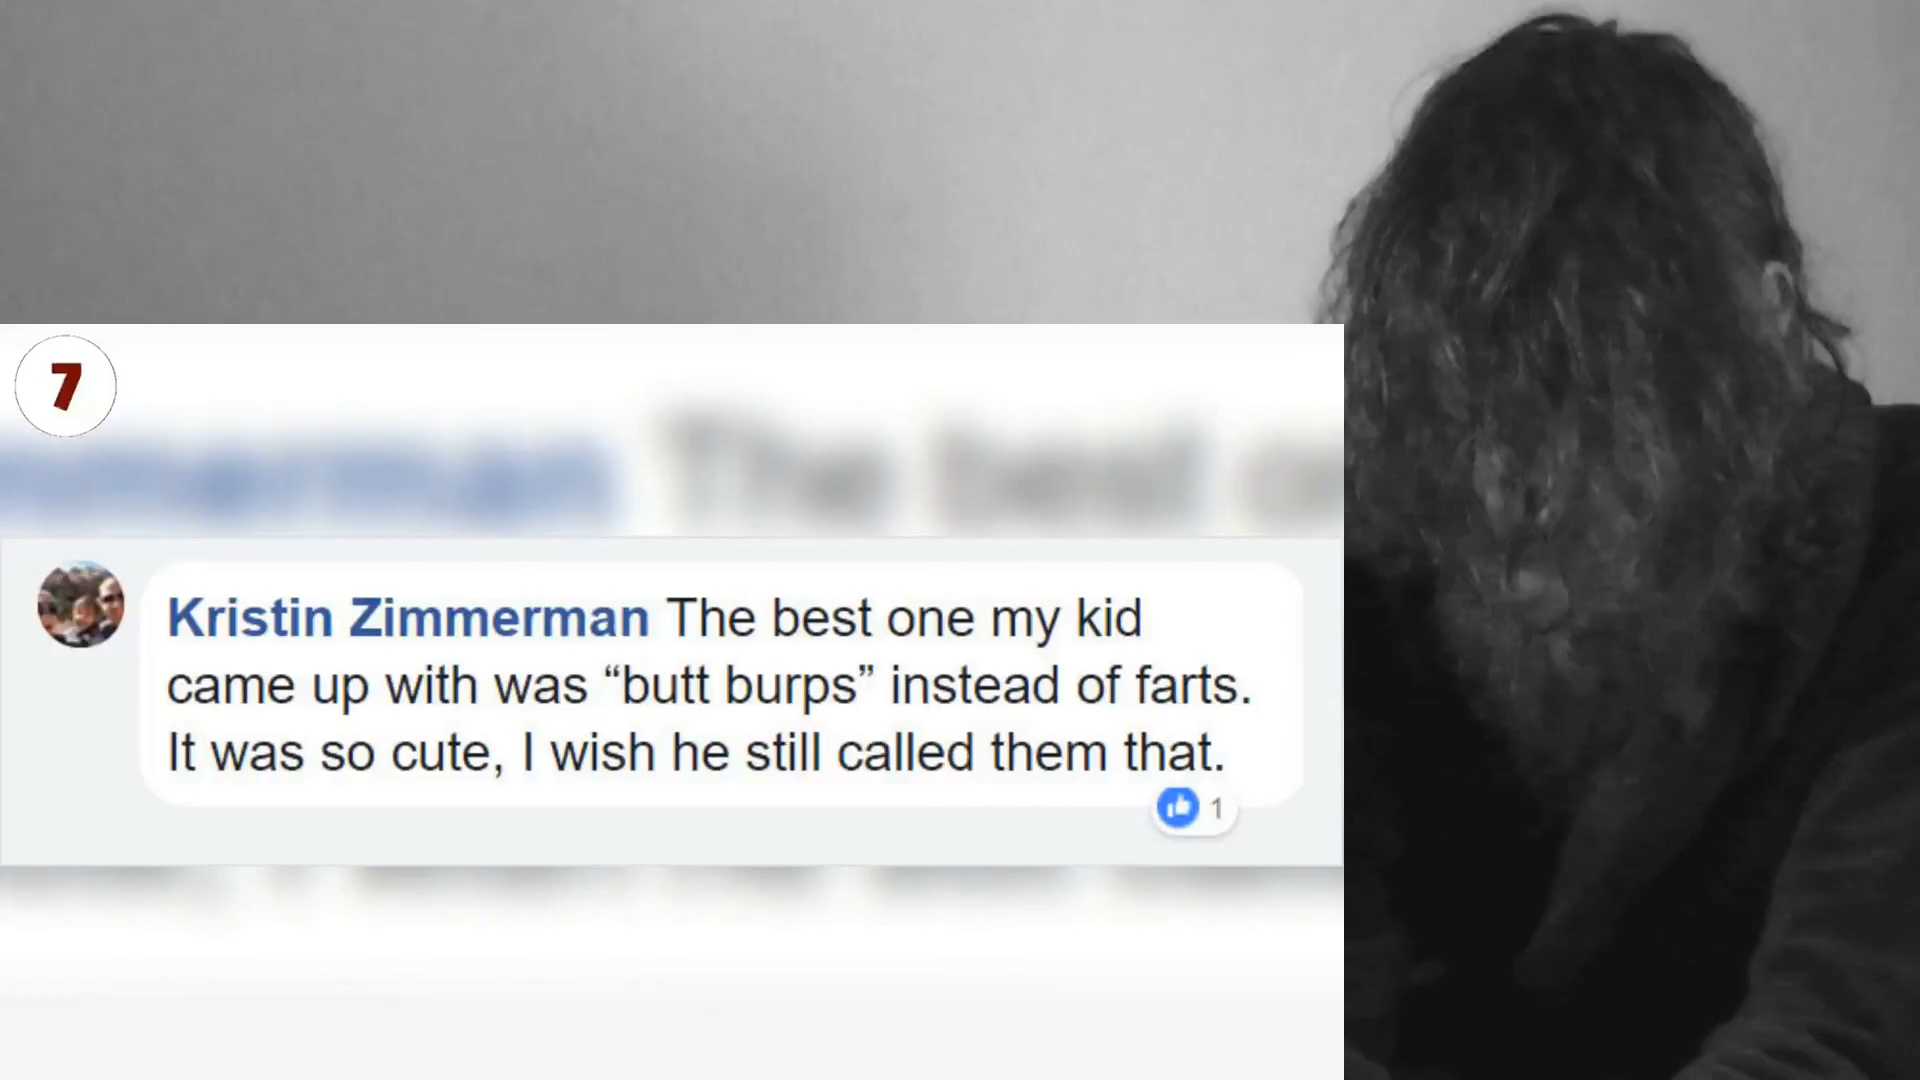 7
Kristin Zimmerman The best one my kid
came up with was “butt burps” instead of farts.
It was so cute, I wish he still called them that.
1